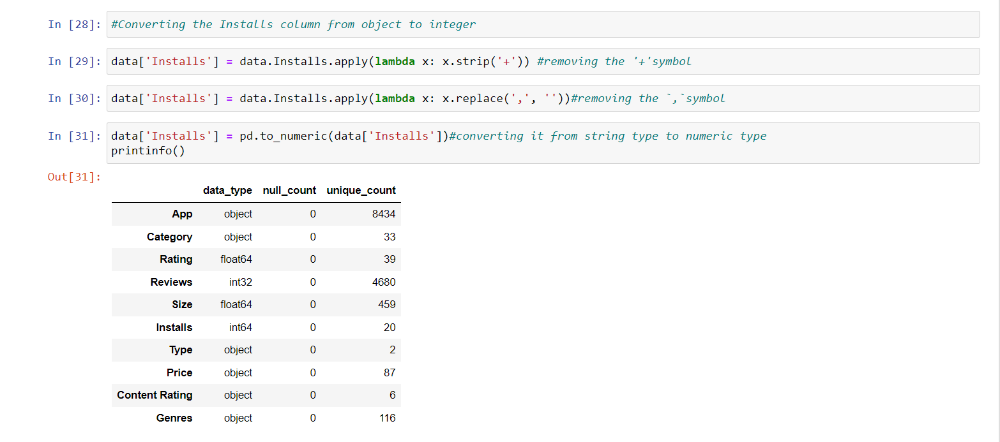 In [28]: #Converting the Installs column from object to integer
In [29]: data['Installs'] = data.Installs.apply(lambda x: x.strip('+')) #removing the '+'symbol
In [30]: data['Installs'] = data.Installs.apply(lambda x: x.replace(',', ''))#removing the `,`symbol
In [31]: data['Installs'] = pd.to_numeric(data['Installs'])#converting it from string type to numeric type
printinfo()
Out[31]:
data_type null_count unique_count
App object 0 8434
Category object 0 33
Rating float64 0 39
Reviews int32 0 4680
Size float64 0 459
Installs int64 0 20
Type object 0 2
Price object 0 87
Content Rating object 0 6
Genres object 0 116